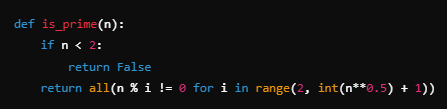 def is_prime(n):
    if n < 2:
        return False
    return all(n % i != 0 for i in range(2, int(n**0.5) + 1))